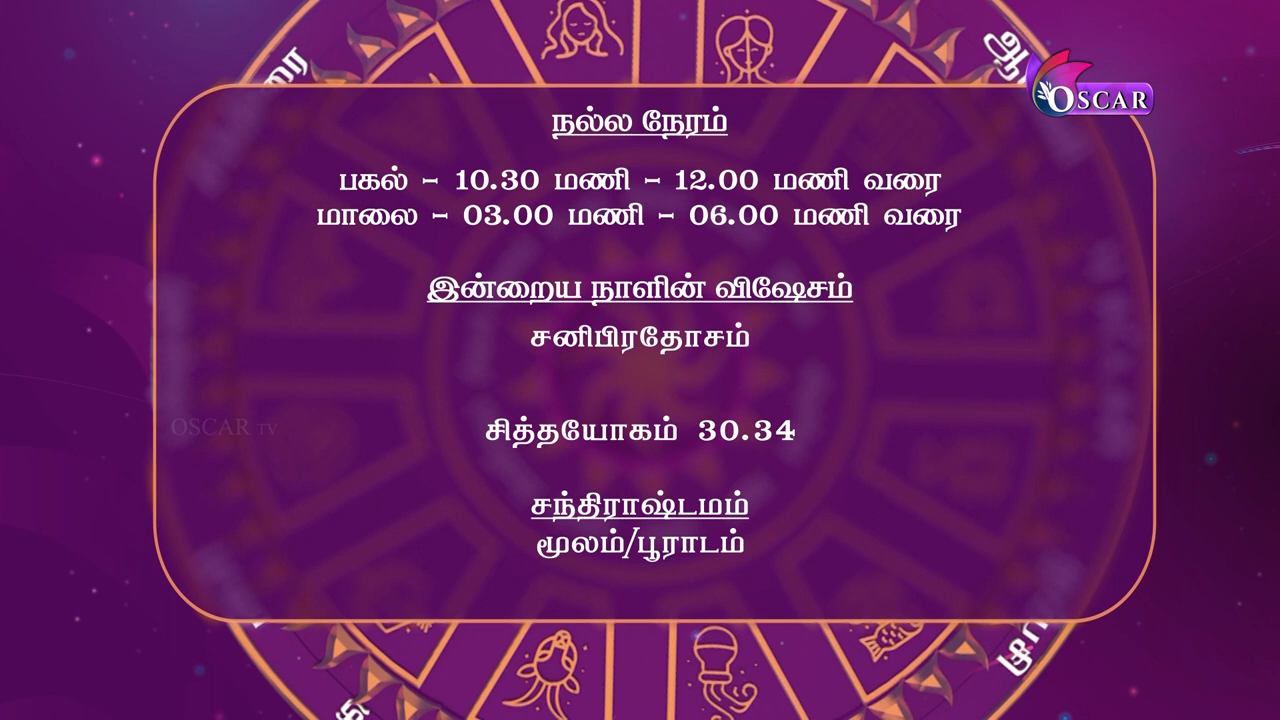 OSCAR
நல்ல நேரம்
பகல் - 10.30 மணி - 12.00 மணி வரை
மாலை - 03.00 மணி - 06.00 மணி வரை
இன்றைய நாளின் விஷேசம்
சனிபிரதோசம்
OSCAR TV
சித்தயோகம் 30.34
சந்திராஷ்டமம்
மூலம்/பூராடம்